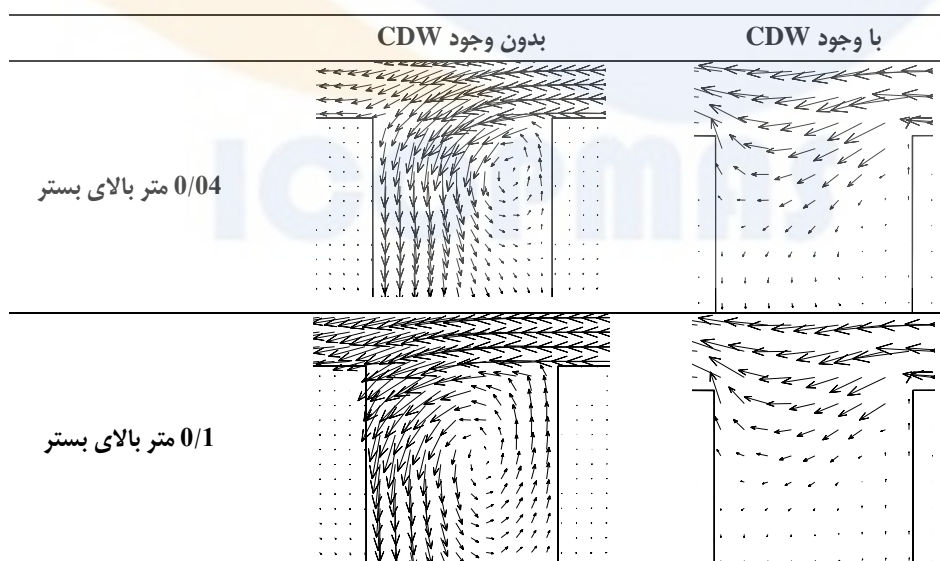 با وجود CDW
بدون وجود CDW
0/04 متر بالای بستر
0/1 متر بالای بستر